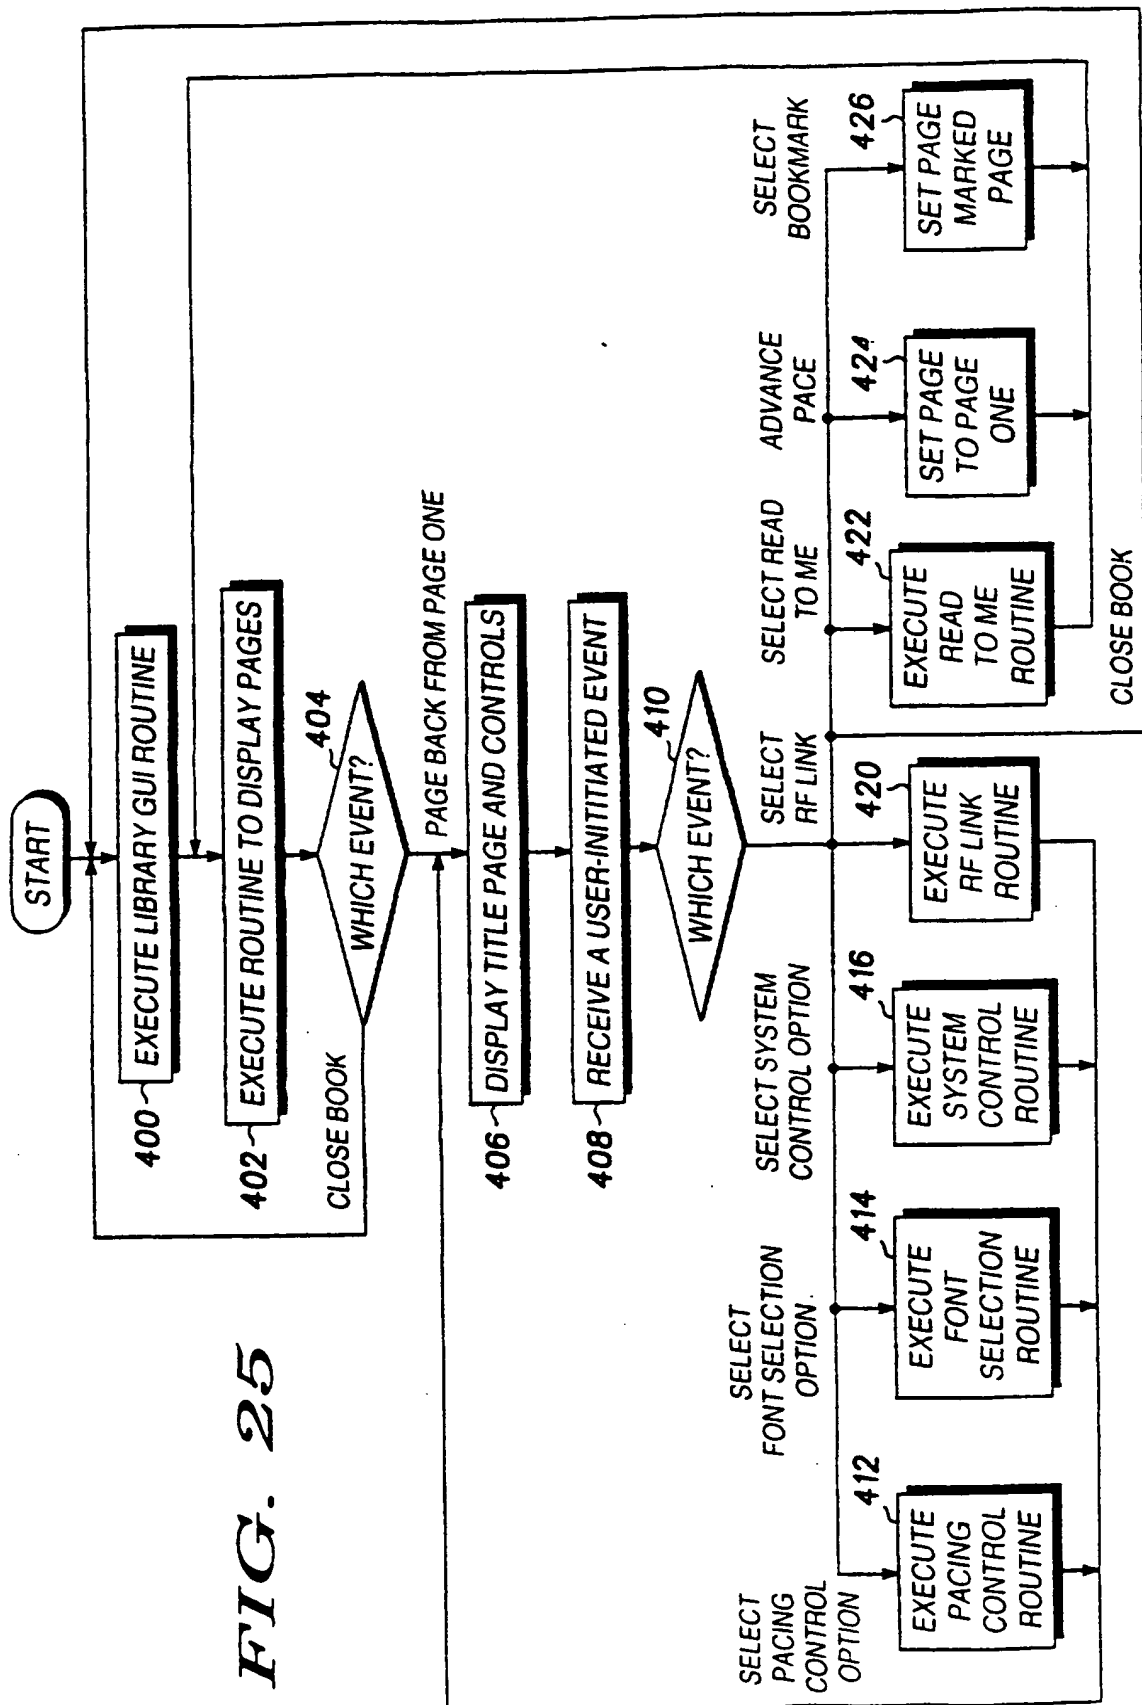 FIG. 25
START
400
EXECUTE LIBRARY GUI ROUTINE
402
EXECUTE ROUTINE TO DISPLAY PAGES
404
WHICH EVENT?
CLOSE BOOK
PAGE BACK FROM PAGE ONE
406
DISPLAY TITLE PAGE AND CONTROLS
408
RECEIVE A USER-INITITIATED EVENT
410
WHICH EVENT?
SELECT
PACING
CONTROL
OPTION
412
EXECUTE
PACING
CONTROL
ROUTINE
SELECT
FONT SELECTION
OPTION
414
EXECUTE
FONT
SELECTION
ROUTINE
SELECT SYSTEM
CONTROL OPTION
416
EXECUTE
SYSTEM
CONTROL
ROUTINE
SELECT
RF LINK
420
EXECUTE
RF LINK
ROUTINE
SELECT READ
TO ME
422
EXECUTE
READ
TO ME
ROUTINE
ADVANCE
PACE
424
SET PAGE
TO PAGE
ONE
SELECT
BOOKMARK
426
SET PAGE
MARKED
PAGE
CLOSE BOOK